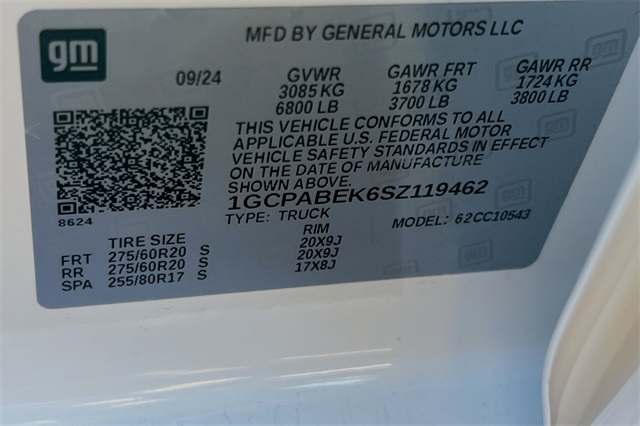 gm
MFD BY GENERAL MOTORS LLC
09/24 GVWR GAWR FRT GAWR RR
3085 KG 1678 KG 1724 KG
6800 LB 3700 LB 3800 LB
THIS VEHICLE CONFORMS TO ALL
APPLICABLE U.S. FEDERAL MOTOR
VEHICLE SAFETY STANDARDS IN EFFECT
ON THE DATE OF MANUFACTURE
SHOWN ABOVE.
8624
1GCPABEK6SZ119462
TYPE: TRUCK MODEL: 62CC10543
TIRE SIZE RIM
FRT 275/60R20 S 20X9J
RR 275/60R20 S 20X9J
SPA 255/80R17 S 17X8J